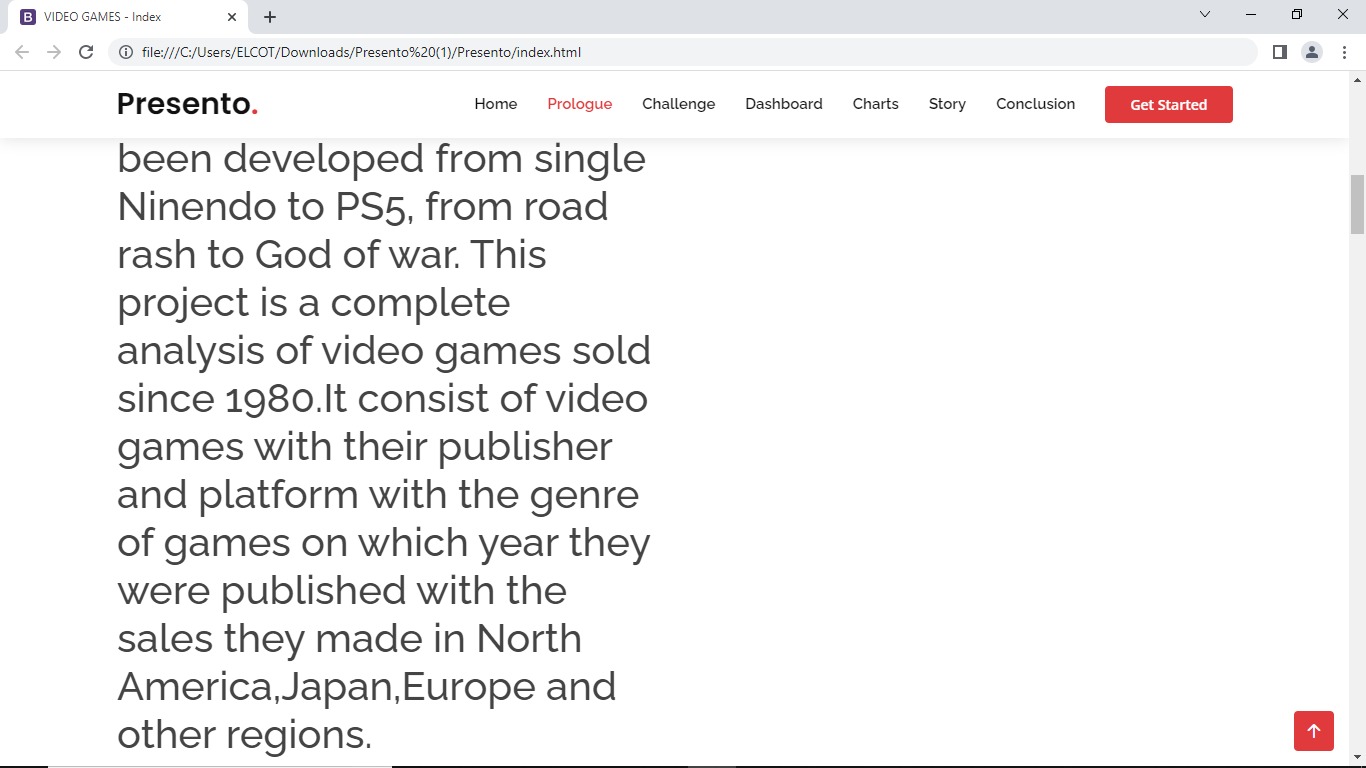 VIDEO GAMES - Index
file:///C:/Users/ELCOT/Downloads/Presento%20(1)/Presento/index.html
Presento. Home Prologue Challenge Dashboard Charts Story Conclusion Get Started
been developed from single
Ninendo to PS5, from road
rash to God of war. This
project is a complete
analysis of video games sold
since 1980.It consist of video
games with their publisher
and platform with the genre
of games on which year they
were published with the
sales they made in North
America,Japan,Europe and
other regions.